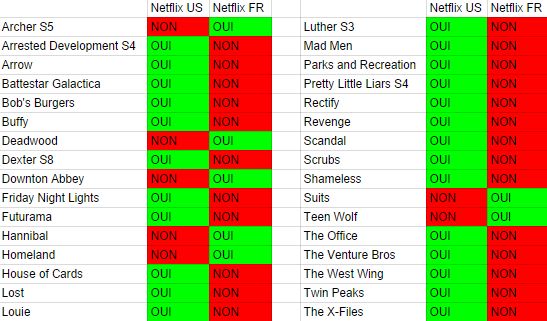 Netflix US Netflix FR Netflix US Netflix FR
Archer S5 NON OUI Luther S3 OUI NON
Arrested Development S4 OUI NON Mad Men OUI NON
Arrow OUI NON Parks and Recreation OUI NON
Battestar Galactica OUI NON Pretty Little Liars S4 OUI NON
Bob's Burgers OUI NON Rectify OUI NON
Buffy OUI NON Revenge OUI NON
Deadwood NON OUI Scandal OUI NON
Dexter S8 OUI NON Scrubs OUI NON
Downton Abbey NON OUI Shameless OUI NON
Friday Night Lights OUI NON Suits NON OUI
Futurama OUI NON Teen Wolf NON OUI
Hannibal NON OUI The Office OUI NON
Homeland NON OUI The Venture Bros OUI NON
House of Cards OUI NON The West Wing OUI NON
Lost OUI NON Twin Peaks OUI NON
Louie OUI NON The X-Files OUI NON